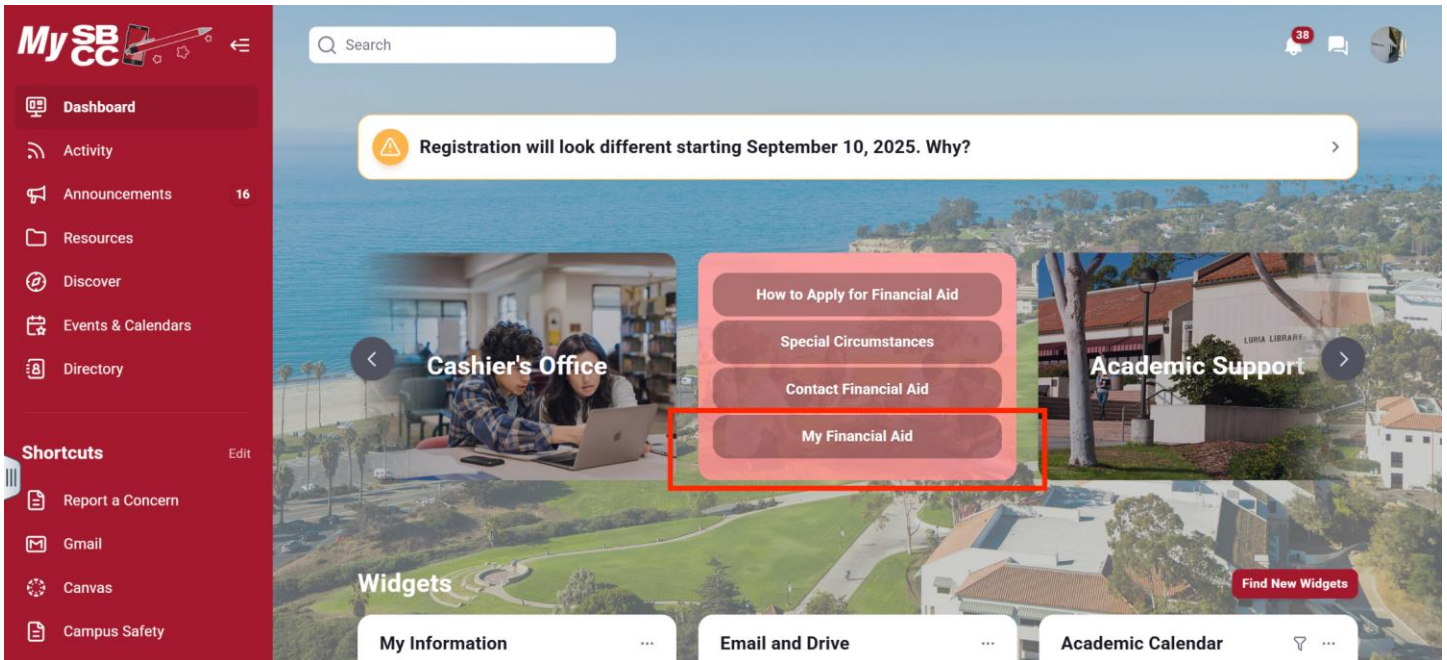 My SB
CC
Search
38
Dashboard
Activity
Announcements 16
Resources
Discover
Events & Calendars
Directory
Shortcuts Edit
Report a Concern
Gmail
Canvas
Campus Safety
Registration will look different starting September 10, 2025. Why?
Cashier's Office
How to Apply for Financial Aid
Special Circumstances
Contact Financial Aid
My Financial Aid
LURIA LIBRARY
Academic Support
Widgets
Find New Widgets
My Information
Email and Drive
Academic Calendar